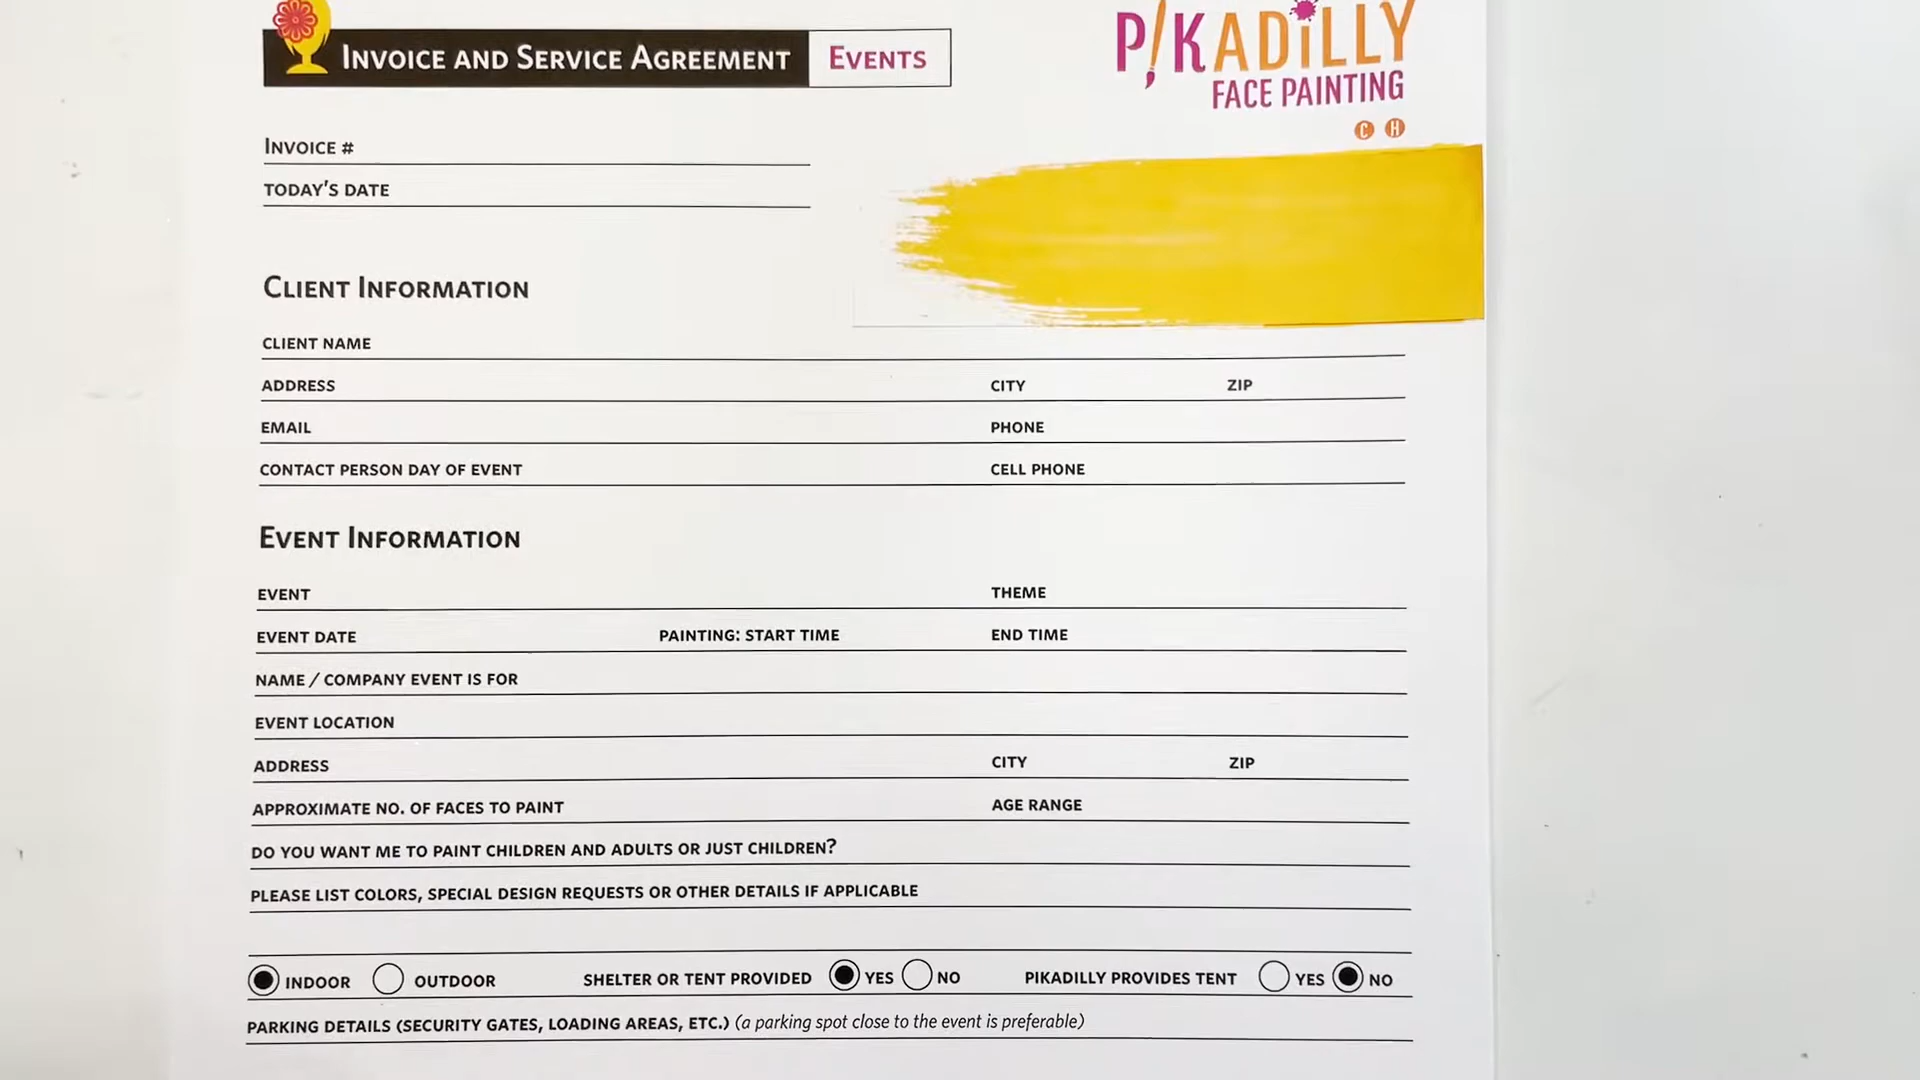 INVOICE AND SERVICE AGREEMENT EVENTS
PIKADILLY
FACE PAINTING
C H
INVOICE #
TODAY'S DATE
CLIENT INFORMATION
CLIENT NAME
ADDRESS CITY ZIP
EMAIL PHONE
CONTACT PERSON DAY OF EVENT CELL PHONE
EVENT INFORMATION
EVENT THEME
EVENT DATE PAINTING: START TIME END TIME
NAME / COMPANY EVENT IS FOR
EVENT LOCATION
ADDRESS CITY ZIP
APPROXIMATE NO. OF FACES TO PAINT AGE RANGE
DO YOU WANT ME TO PAINT CHILDREN AND ADULTS OR JUST CHILDREN?
PLEASE LIST COLORS, SPECIAL DESIGN REQUESTS OR OTHER DETAILS IF APPLICABLE
INDOOR OUTDOOR SHELTER OR TENT PROVIDED YES NO PIKADILLY PROVIDES TENT YES NO
PARKING DETAILS (SECURITY GATES, LOADING AREAS, ETC.) (a parking spot close to the event is preferable)